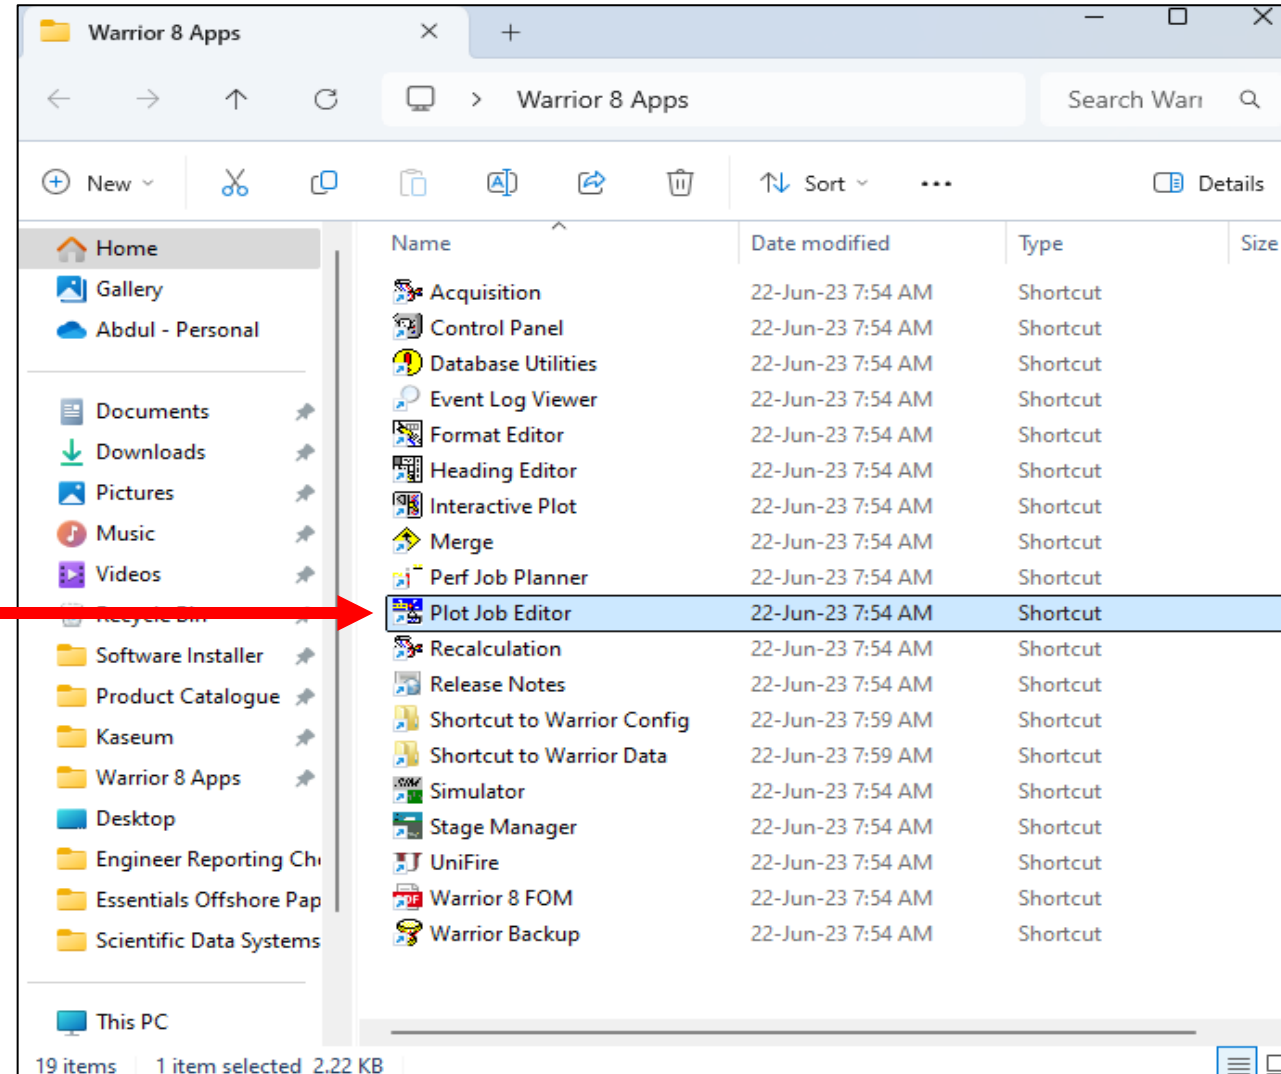 Warrior 8 Apps
Warrior 8 Apps
Search Warr
New
Sort
Details
Home
Gallery
Abdul - Personal
Documents
Downloads
Pictures
Music
Videos
Recycle Bin
Software Installer
Product Catalogue
Kaseum
Warrior 8 Apps
Desktop
Engineer Reporting Che
Essentials Offshore Pap
Scientific Data Systems
This PC
Name Date modified Type Size
Acquisition 22-Jun-23 7:54 AM Shortcut
Control Panel 22-Jun-23 7:54 AM Shortcut
Database Utilities 22-Jun-23 7:54 AM Shortcut
Event Log Viewer 22-Jun-23 7:54 AM Shortcut
Format Editor 22-Jun-23 7:54 AM Shortcut
Heading Editor 22-Jun-23 7:54 AM Shortcut
Interactive Plot 22-Jun-23 7:54 AM Shortcut
Merge 22-Jun-23 7:54 AM Shortcut
Perf Job Planner 22-Jun-23 7:54 AM Shortcut
Plot Job Editor 22-Jun-23 7:54 AM Shortcut
Recalculation 22-Jun-23 7:54 AM Shortcut
Release Notes 22-Jun-23 7:54 AM Shortcut
Shortcut to Warrior Config 22-Jun-23 7:59 AM Shortcut
Shortcut to Warrior Data 22-Jun-23 7:59 AM Shortcut
Simulator 22-Jun-23 7:54 AM Shortcut
Stage Manager 22-Jun-23 7:54 AM Shortcut
UniFire 22-Jun-23 7:54 AM Shortcut
Warrior 8 FOM 22-Jun-23 7:54 AM Shortcut
Warrior Backup 22-Jun-23 7:54 AM Shortcut
19 items 1 item selected 2.22 KB